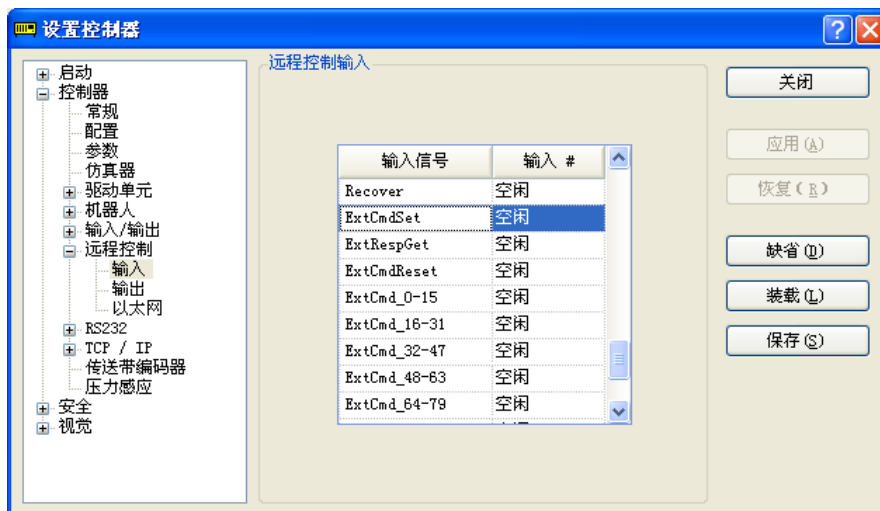 设置控制器
启动
控制器
常规
配置
参数
仿真器
驱动单元
机器人
输入/输出
远程控制
输入
输出
以太网
RS232
TCP / IP
传送带编码器
压力感应
安全
视觉
远程控制输入
输入信号 输入 #
Recover 空闲
ExtCmdSet 空闲
ExtRespGet 空闲
ExtCmdReset 空闲
ExtCmd_0-15 空闲
ExtCmd_16-31 空闲
ExtCmd_32-47 空闲
ExtCmd_48-63 空闲
ExtCmd_64-79 空闲
关闭
应用(A)
恢复(R)
缺省(D)
装载(L)
保存(S)